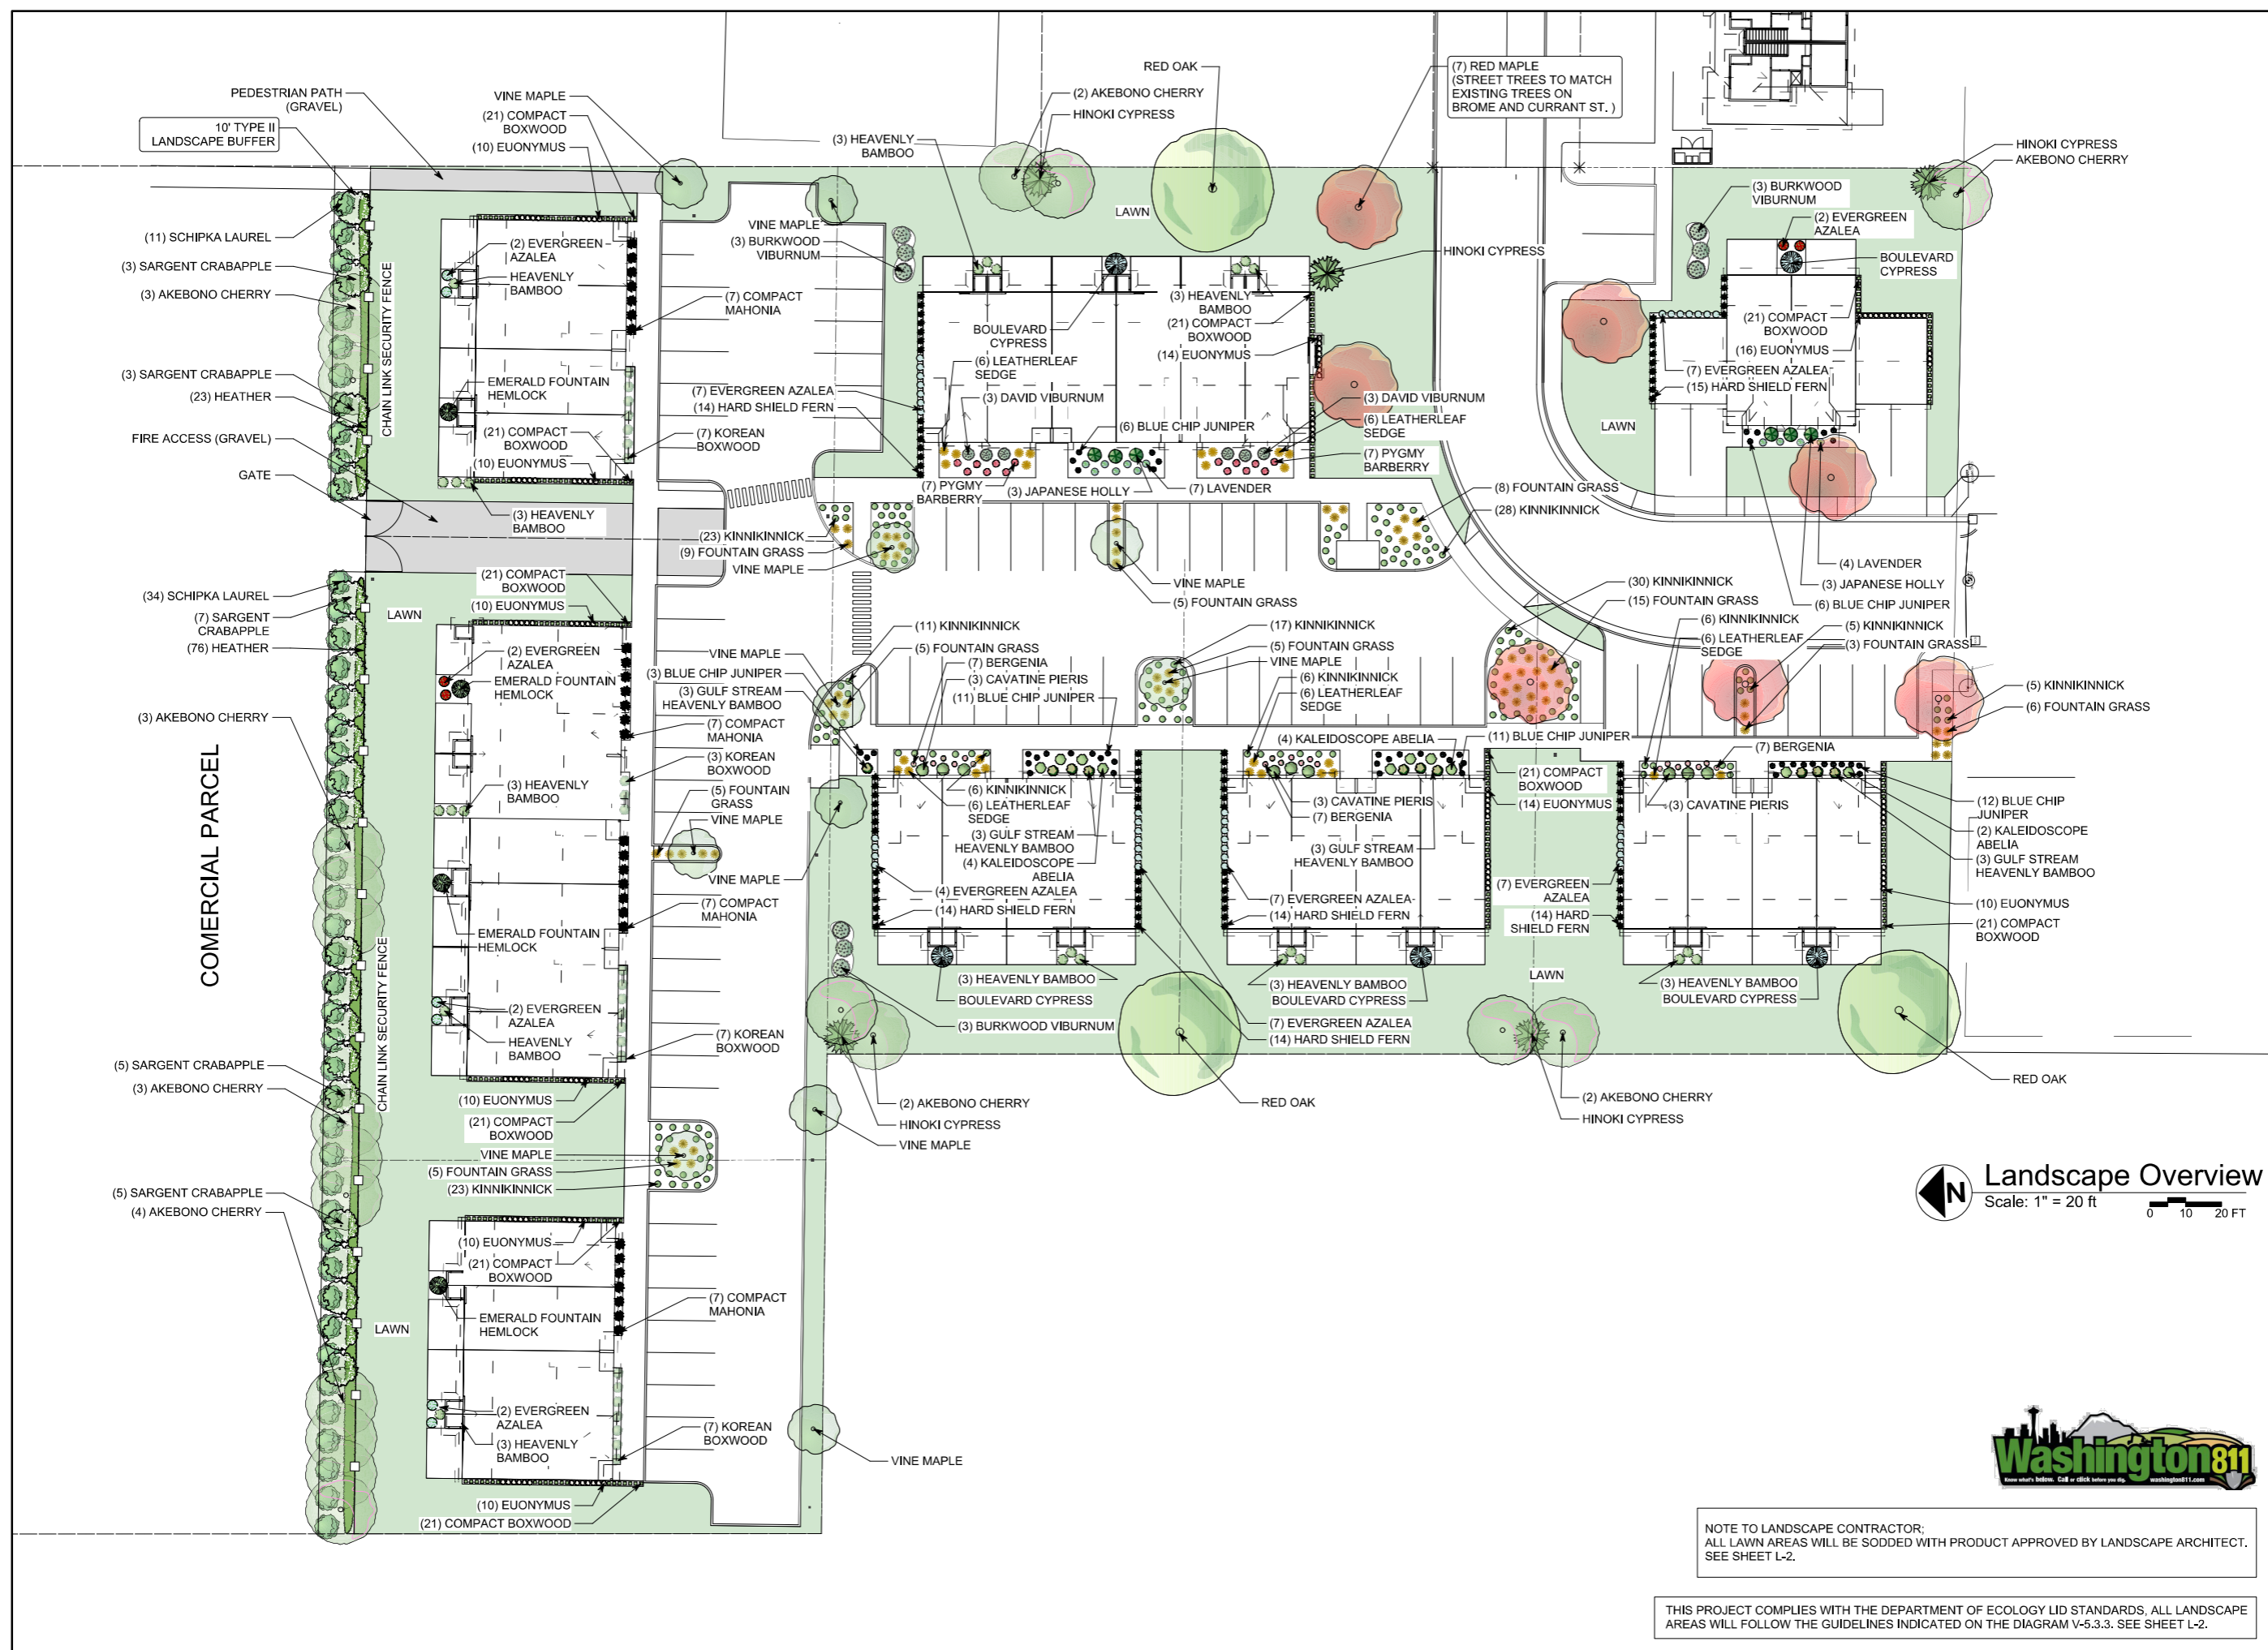 PEDESTRIAN PATH
(GRAVEL)
10' TYPE II
LANDSCAPE BUFFER
VINE MAPLE
(21) COMPACT
BOXWOOD
(10) EUONYMUS
(3) HEAVENLY
BAMBOO
RED OAK
(2) AKEBONO CHERRY
HINOKI CYPRESS
(7) RED MAPLE
(STREET TREES TO MATCH
EXISTING TREES ON
BROME AND CURRANT ST. )
HINOKI CYPRESS
AKEBONO CHERRY
(11) SCHIPKA LAUREL
(3) SARGENT CRABAPPLE
(3) AKEBONO CHERRY
(3) SARGENT CRABAPPLE
(23) HEATHER
FIRE ACCESS (GRAVEL)
GATE
CHAIN LINK SECURITY FENCE
(2) EVERGREEN
AZALEA
HEAVENLY
BAMBOO
(7) COMPACT
MAHONIA
EMERALD FOUNTAIN
HEMLOCK
(21) COMPACT
BOXWOOD
(10) EUONYMUS
(7) KOREAN
BOXWOOD
(3) HEAVENLY
BAMBOO
VINE MAPLE
(3) BURKWOOD
VIBURNUM
LAWN
HINOKI CYPRESS
(3) HEAVENLY
BAMBOO
(21) COMPACT
BOXWOOD
(14) EUONYMUS
BOULEVARD
CYPRESS
(6) LEATHERLEAF
SEDGE
(7) EVERGREEN AZALEA
(14) HARD SHIELD FERN
(3) DAVID VIBURNUM
(6) BLUE CHIP JUNIPER
(3) DAVID VIBURNUM
(6) LEATHERLEAF
SEDGE
(7) PYGMY
BARBERRY
(7) PYGMY
BARBERRY
(3) JAPANESE HOLLY
(7) LAVENDER
(8) FOUNTAIN GRASS
(28) KINNIKINNICK
(23) KINNIKINNICK
(9) FOUNTAIN GRASS
VINE MAPLE
VINE MAPLE
(5) FOUNTAIN GRASS
(3) BURKWOOD
VIBURNUM
(2) EVERGREEN
AZALEA
BOULEVARD
CYPRESS
(21) COMPACT
BOXWOOD
(16) EUONYMUS
(7) EVERGREEN AZALEA
(15) HARD SHIELD FERN
LAWN
(4) LAVENDER
(3) JAPANESE HOLLY
(6) BLUE CHIP JUNIPER
(34) SCHIPKA LAUREL
(7) SARGENT
CRABAPPLE
(76) HEATHER
LAWN
(21) COMPACT
BOXWOOD
(10) EUONYMUS
(2) EVERGREEN
AZALEA
EMERALD FOUNTAIN
HEMLOCK
(3) AKEBONO CHERRY
COMERCIAL PARCEL
(3) HEAVENLY
BAMBOO
VINE MAPLE
(3) BLUE CHIP JUNIPER
(3) GULF STREAM
HEAVENLY BAMBOO
(7) COMPACT
MAHONIA
(3) KOREAN
BOXWOOD
(5) FOUNTAIN
GRASS
VINE MAPLE
VINE MAPLE
(7) COMPACT
MAHONIA
(11) KINNIKINNICK
(5) FOUNTAIN GRASS
(7) BERGENIA
(3) CAVATINE PIERIS
(11) BLUE CHIP JUNIPER
(17) KINNIKINNICK
(5) FOUNTAIN GRASS
VINE MAPLE
(6) KINNIKINNICK
(6) LEATHERLEAF
SEDGE
(30) KINNIKINNICK
(15) FOUNTAIN GRASS
(6) KINNIKINNICK
(6) LEATHERLEAF
SEDGE
(5) KINNIKINNICK
(3) FOUNTAIN GRASS
(5) KINNIKINNICK
(6) FOUNTAIN GRASS
(4) KALEIDOSCOPE ABELIA
(11) BLUE CHIP JUNIPER
(7) BERGENIA
(6) KINNIKINNICK
(6) LEATHERLEAF
SEDGE
(3) GULF STREAM
HEAVENLY BAMBOO
(4) KALEIDOSCOPE
ABELIA
(4) EVERGREEN AZALEA
(14) HARD SHIELD FERN
(3) CAVATINE PIERIS
(7) BERGENIA
(3) GULF STREAM
HEAVENLY BAMBOO
(7) EVERGREEN AZALEA
(14) HARD SHIELD FERN
(21) COMPACT
BOXWOOD
(14) EUONYMUS
(3) CAVATINE PIERIS
(7) EVERGREEN
AZALEA
(14) HARD
SHIELD FERN
(12) BLUE CHIP
JUNIPER
(2) KALEIDOSCOPE
ABELIA
(3) GULF STREAM
HEAVENLY BAMBOO
(10) EUONYMUS
(21) COMPACT
BOXWOOD
CHAIN LINK SECURITY FENCE
EMERALD FOUNTAIN
HEMLOCK
(2) EVERGREEN
AZALEA
HEAVENLY
BAMBOO
(7) KOREAN
BOXWOOD
(3) HEAVENLY BAMBOO
BOULEVARD CYPRESS
(3) BURKWOOD VIBURNUM
(3) HEAVENLY BAMBOO
BOULEVARD CYPRESS
(7) EVERGREEN AZALEA
(14) HARD SHIELD FERN
LAWN
(3) HEAVENLY BAMBOO
BOULEVARD CYPRESS
(5) SARGENT CRABAPPLE
(3) AKEBONO CHERRY
(10) EUONYMUS
(21) COMPACT
BOXWOOD
VINE MAPLE
(5) FOUNTAIN GRASS
(23) KINNIKINNICK
(2) AKEBONO CHERRY
HINOKI CYPRESS
VINE MAPLE
RED OAK
(2) AKEBONO CHERRY
HINOKI CYPRESS
RED OAK
(5) SARGENT CRABAPPLE
(4) AKEBONO CHERRY
(10) EUONYMUS
(21) COMPACT
BOXWOOD
EMERALD FOUNTAIN
HEMLOCK
(7) COMPACT
MAHONIA
LAWN
(2) EVERGREEN
AZALEA
(3) HEAVENLY
BAMBOO
(7) KOREAN
BOXWOOD
VINE MAPLE
(10) EUONYMUS
(21) COMPACT BOXWOOD
N
Landscape Overview
Scale: 1" = 20 ft
0 10 20 FT
Washington811
Know what's below. Call or click before you dig. washington811.com
NOTE TO LANDSCAPE CONTRACTOR;
ALL LAWN AREAS WILL BE SODDED WITH PRODUCT APPROVED BY LANDSCAPE ARCHITECT.
SEE SHEET L-2.
THIS PROJECT COMPLIES WITH THE DEPARTMENT OF ECOLOGY LID STANDARDS, ALL LANDSCAPE
AREAS WILL FOLLOW THE GUIDELINES INDICATED ON THE DIAGRAM V-5.3.3. SEE SHEET L-2.